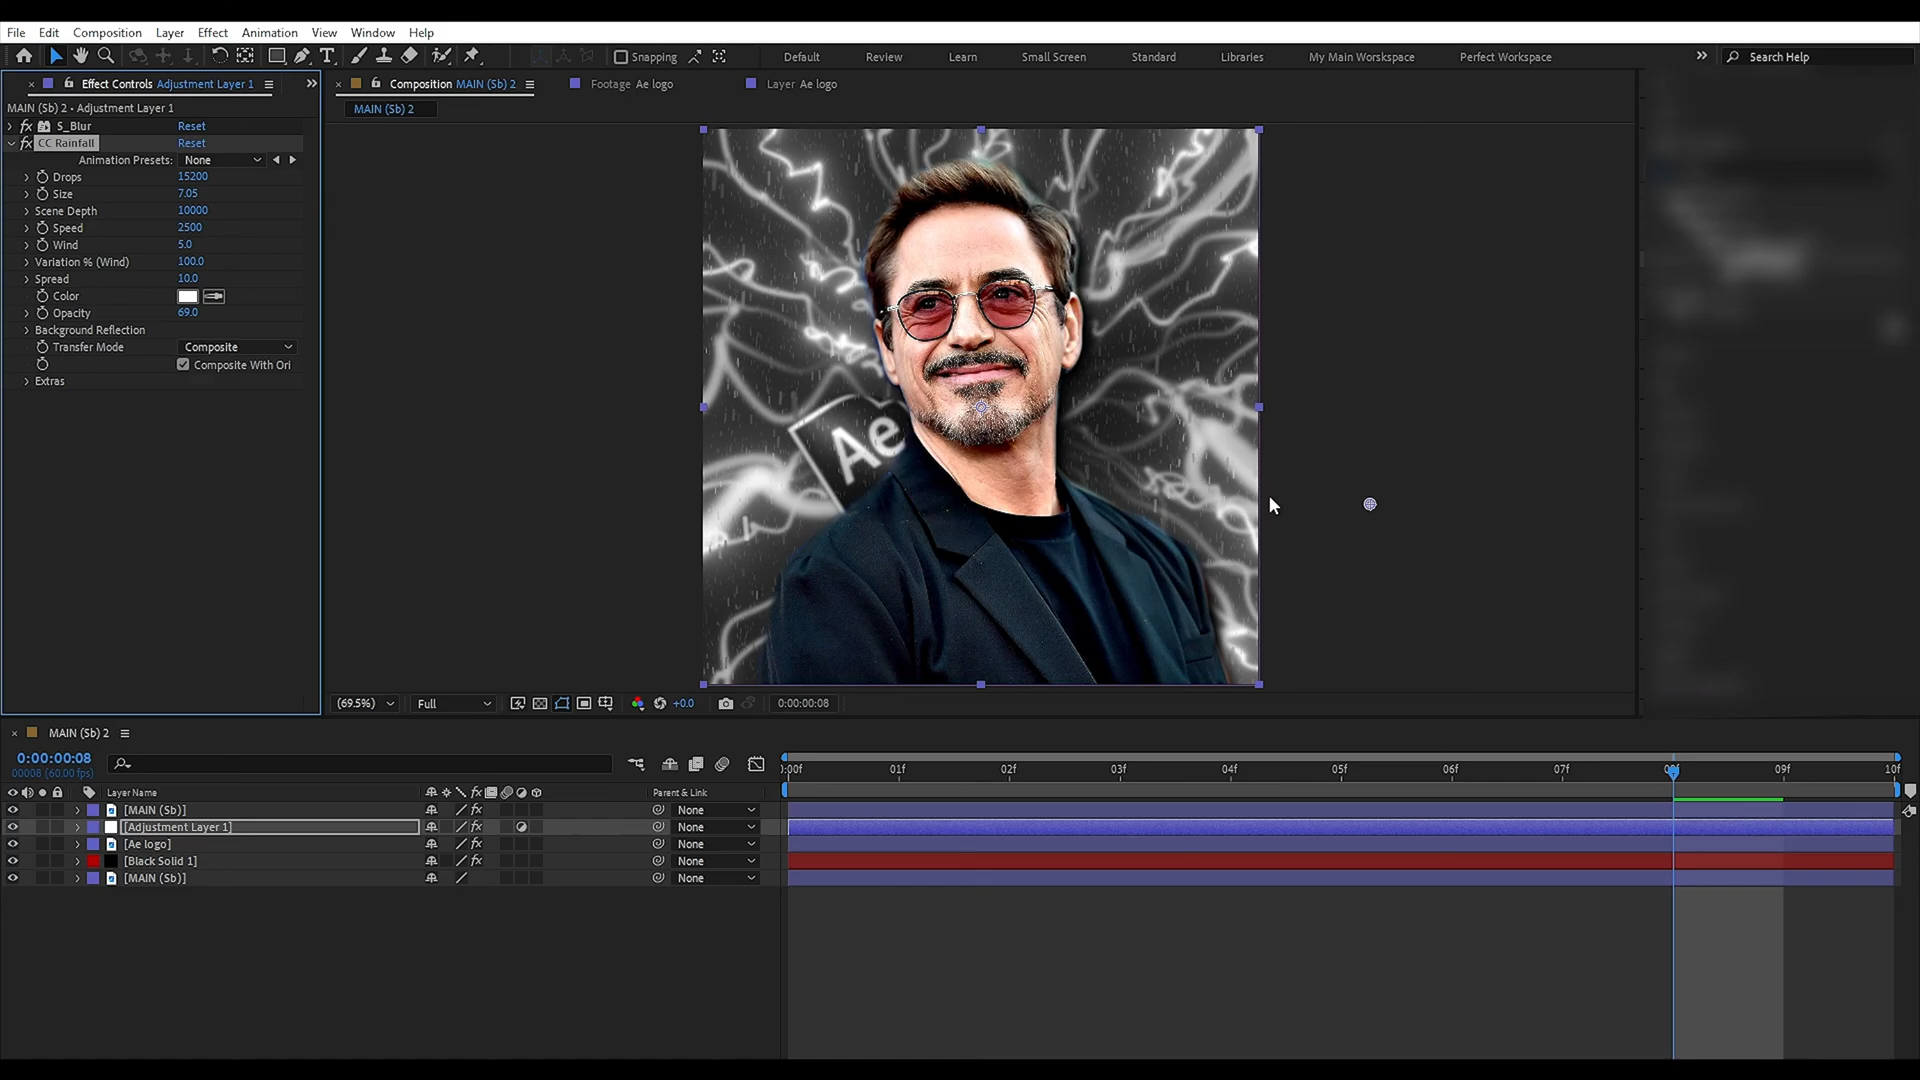 File Edit Composition Layer Effect Animation View Window Help
Snapping Default Review Learn Small Screen Standard Libraries My Main Worskspace Perfect Workspace Search Help
Effect Controls Adjustment Layer 1
Composition MAIN (Sb) 2 Footage Ae logo Layer Ae logo
MAIN (Sb) 2 • Adjustment Layer 1
MAIN (Sb) 2
fx S_Blur Reset
fx CC Rainfall Reset
Animation Presets: None
Drops 15200
Size 7.05
Scene Depth 10000
Speed 2500
Wind 5.0
Variation % (Wind) 100.0
Spread 10.0
Color
Opacity 69.0
Background Reflection
Transfer Mode Composite
Composite With Ori
Extras
Ae
(69.5%) Full +0.0 0:00:00:08
MAIN (Sb) 2
0:00:00:08
00008 (60.00 fps)
:00f 01f 02f 03f 04f 05f 06f 07f 09f 10f
Layer Name fx Parent & Link
[MAIN (Sb)] fx None
[Adjustment Layer 1] fx None
[Ae logo] None
[Black Solid 1] fx None
[MAIN (Sb)] None